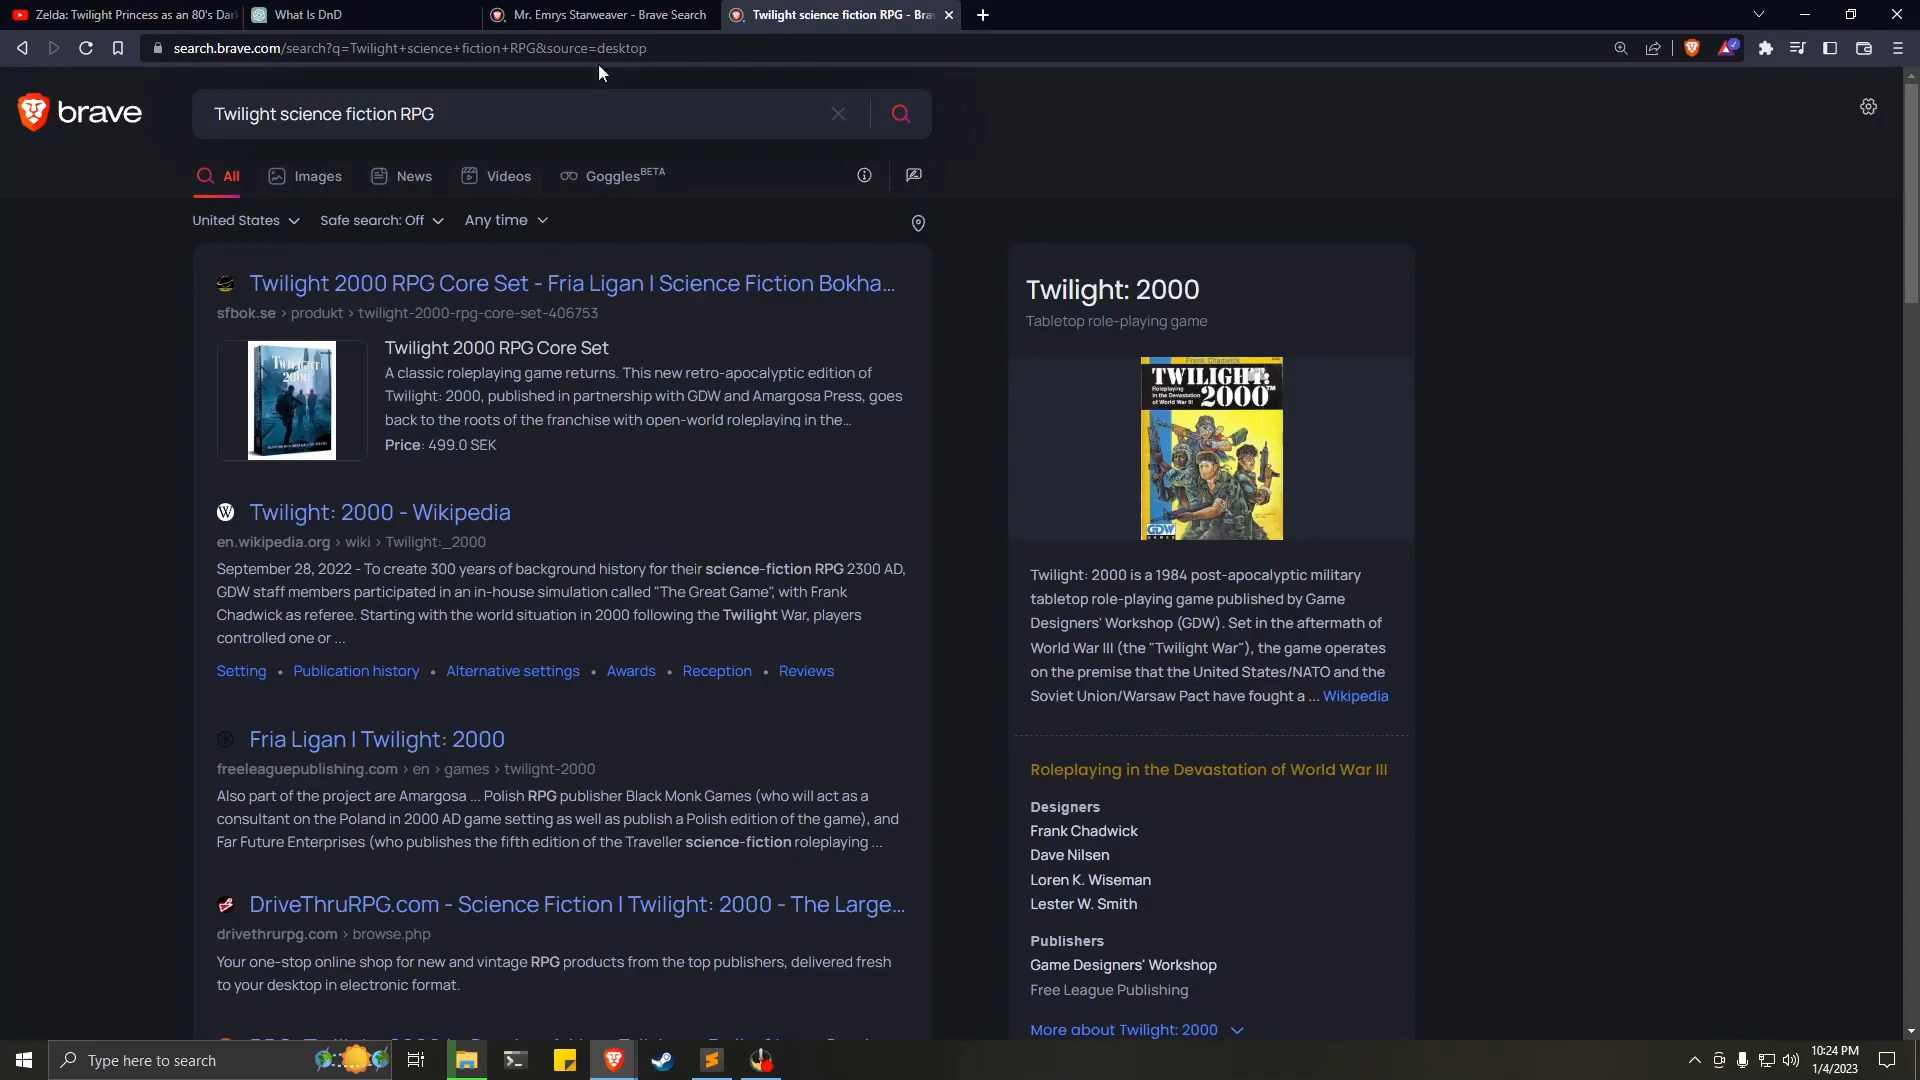 Zelda: Twilight Princess as an 80's Dar
What Is DnD
Mr. Emrys Starweaver - Brave Search
Twilight science fiction RPG - Bra
search.brave.com/search?q=Twilight+science+fiction+RPG&source=desktop
brave
Twilight science fiction RPG
All
Images
News
Videos
Goggles BETA
United States
Safe search: Off
Any time
Twilight 2000 RPG Core Set - Fria Ligan | Science Fiction Bokha...
sfbok.se › produkt › twilight-2000-rpg-core-set-406753
Twilight 2000 RPG Core Set
A classic roleplaying game returns. This new retro-apocalyptic edition of
Twilight: 2000, published in partnership with GDW and Amargosa Press, goes
back to the roots of the franchise with open-world roleplaying in the...
Price: 499.0 SEK
TWILIGHT:
2000
Twilight: 2000 - Wikipedia
en.wikipedia.org › wiki › Twilight:_2000
September 28, 2022 - To create 300 years of background history for their science-fiction RPG 2300 AD,
GDW staff members participated in an in-house simulation called "The Great Game", with Frank
Chadwick as referee. Starting with the world situation in 2000 following the Twilight War, players
controlled one or ...
Setting • Publication history • Alternative settings • Awards • Reception • Reviews
Fria Ligan | Twilight: 2000
freeleaguepublishing.com › en › games › twilight-2000
Also part of the project are Amargosa ... Polish RPG publisher Black Monk Games (who will act as a
consultant on the Poland in 2000 AD game setting as well as publish a Polish edition of the game), and
Far Future Enterprises (who publishes the fifth edition of the Traveller science-fiction roleplaying ...
DriveThruRPG.com - Science Fiction | Twilight: 2000 - The Large...
drivethrurpg.com › browse.php
Your one-stop online shop for new and vintage RPG products from the top publishers, delivered fresh
to your desktop in electronic format.
Twilight: 2000
Tabletop role-playing game
Frank Chadwick
TWILIGHT:
2000™
Roleplaying
in the Devastation
of World War III
GDW
GAMES
Twilight: 2000 is a 1984 post-apocalyptic military
tabletop role-playing game published by Game
Designers' Workshop (GDW). Set in the aftermath of
World War III (the "Twilight War"), the game operates
on the premise that the United States/NATO and the
Soviet Union/Warsaw Pact have fought a ... Wikipedia
Roleplaying in the Devastation of World War III
Designers
Frank Chadwick
Dave Nilsen
Loren K. Wiseman
Lester W. Smith
Publishers
Game Designers' Workshop
Free League Publishing
More about Twilight: 2000
Type here to search
10:24 PM
1/4/2023